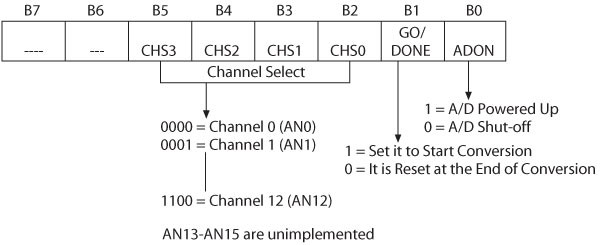 B7 B6 B5 B4 B3 B2 B1 B0
---- --- CHS3 CHS2 CHS1 CHS0 GO/DONE ADON
Channel Select
1 = A/D Powered Up
0 = A/D Shut-off
0000 = Channel 0 (AN0)
0001 = Channel 1 (AN1)
1 = Set it to Start Conversion
0 = It is Reset at the End of Conversion
1100 = Channel 12 (AN12)
AN13-AN15 are unimplemented